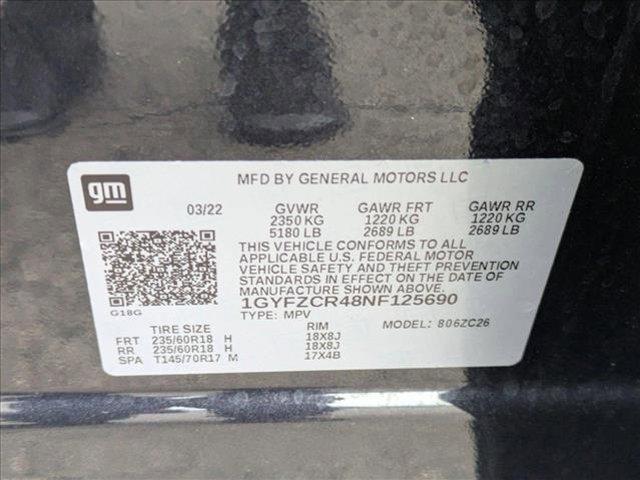 gm
MFD BY GENERAL MOTORS LLC
03/22 GVWR GAWR FRT GAWR RR
2350 KG 1220 KG 1220 KG
5180 LB 2689 LB 2689 LB
THIS VEHICLE CONFORMS TO ALL
APPLICABLE U.S. FEDERAL MOTOR
VEHICLE SAFETY AND THEFT PREVENTION
STANDARDS IN EFFECT ON THE DATE OF
MANUFACTURE SHOWN ABOVE.
1GYFZCR48NF125690
G18G
TYPE: MPV MODEL: 806ZC26
TIRE SIZE RIM
FRT 235/60R18 H 18X8J
RR 235/60R18 H 18X8J
SPA T145/70R17 M 17X4B